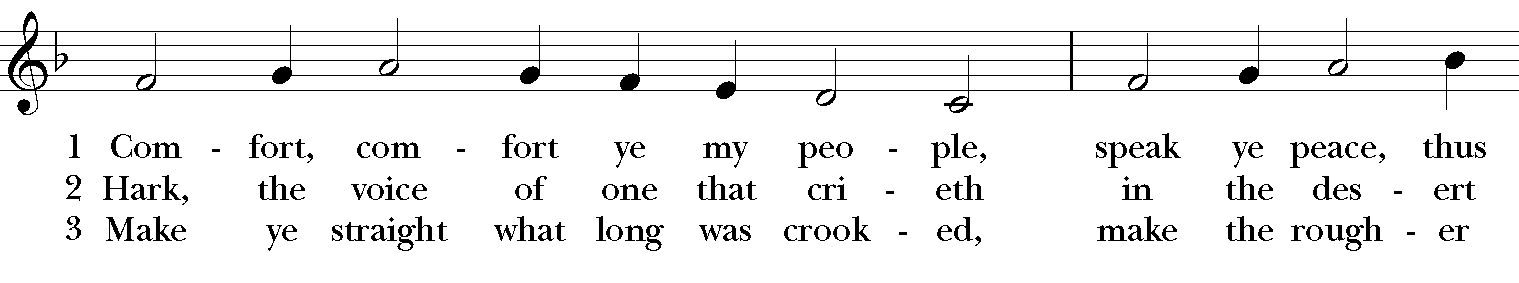 1 Com - fort, com - fort ye my peo - ple, speak ye peace, thus
2 Hark, the voice of one that cri - eth in the des - ert
3 Make ye straight what long was crook - ed, make the rough - er